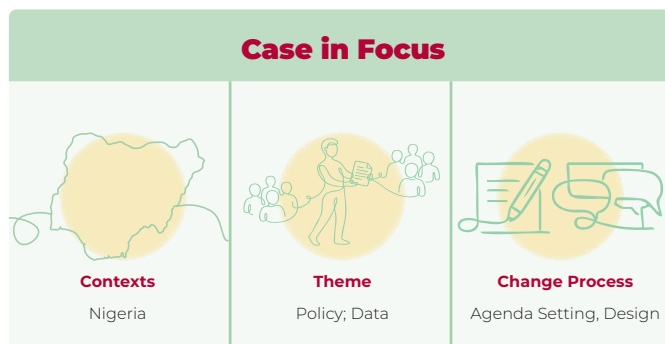 Case in Focus
Contexts
Nigeria
Theme
Policy; Data
Change Process
Agenda Setting, Design